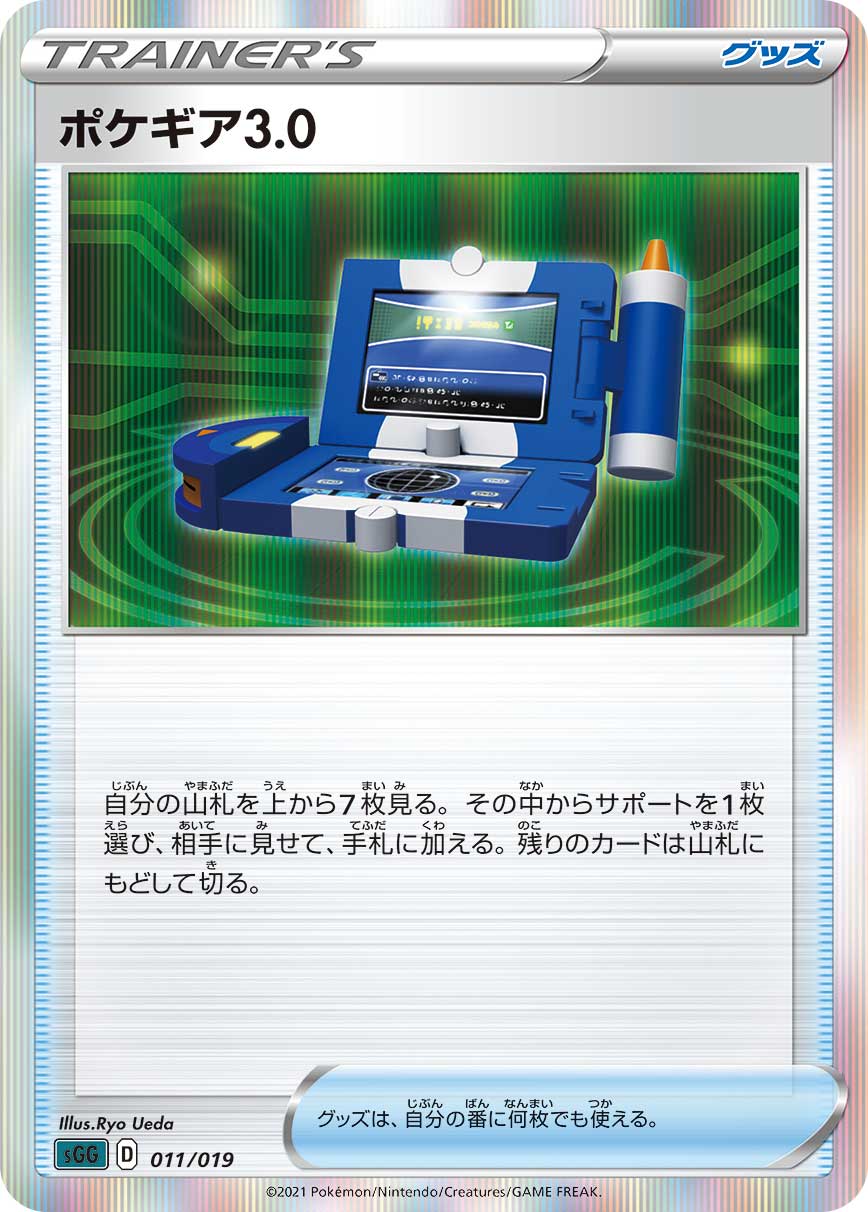 TRAINER'S グッズ
ポケギア3.0
自分の山札を上から7枚見る。その中からサポートを1枚
選び、相手に見せて、手札に加える。残りのカードは山札に
もどして切る。
Illus.Ryo Ueda
グッズは、自分の番に何枚でも使える。
sGG D 011/019
©2021 Pokémon/Nintendo/Creatures/GAME FREAK.